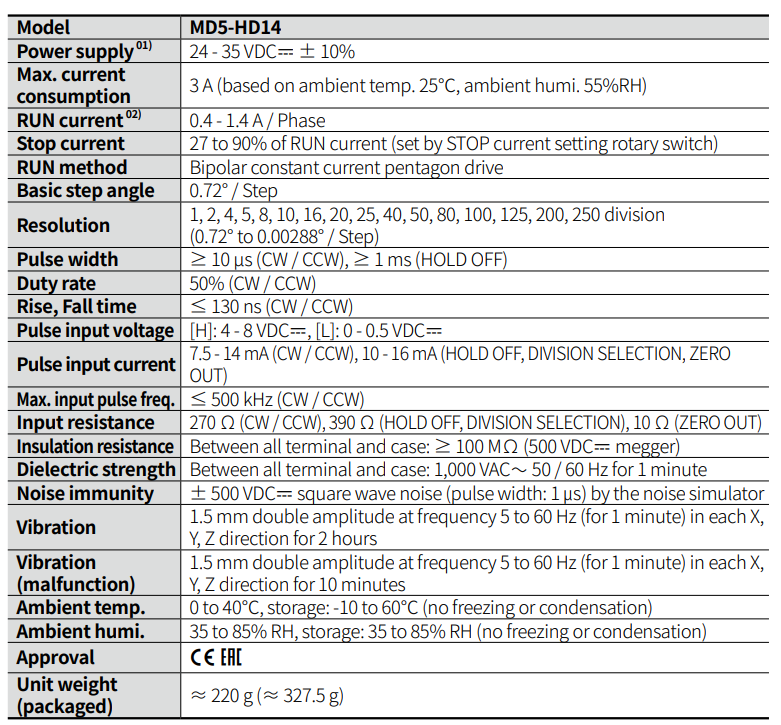 Model MD5-HD14
Power supply 01) 24 - 35 VDC⎓ ± 10%
Max. current
consumption 3 A (based on ambient temp. 25°C, ambient humi. 55%RH)
RUN current 02) 0.4 - 1.4 A / Phase
Stop current 27 to 90% of RUN current (set by STOP current setting rotary switch)
RUN method Bipolar constant current pentagon drive
Basic step angle 0.72° / Step
Resolution 1, 2, 4, 5, 8, 10, 16, 20, 25, 40, 50, 80, 100, 125, 200, 250 division
(0.72° to 0.00288° / Step)
Pulse width ≥ 10 μs (CW / CCW), ≥ 1 ms (HOLD OFF)
Duty rate 50% (CW / CCW)
Rise, Fall time ≤ 130 ns (CW / CCW)
Pulse input voltage [H]: 4 - 8 VDC⎓, [L]: 0 - 0.5 VDC⎓
Pulse input current 7.5 - 14 mA (CW / CCW), 10 - 16 mA (HOLD OFF, DIVISION SELECTION, ZERO
OUT)
Max. input pulse freq. ≤ 500 kHz (CW / CCW)
Input resistance 270 Ω (CW / CCW), 390 Ω (HOLD OFF, DIVISION SELECTION), 10 Ω (ZERO OUT)
Insulation resistance Between all terminal and case: ≥ 100 MΩ (500 VDC⎓ megger)
Dielectric strength Between all terminal and case: 1,000 VAC∼ 50 / 60 Hz for 1 minute
Noise immunity ± 500 VDC⎓ square wave noise (pulse width: 1 μs) by the noise simulator
Vibration 1.5 mm double amplitude at frequency 5 to 60 Hz (for 1 minute) in each X,
Y, Z direction for 2 hours
Vibration
(malfunction) 1.5 mm double amplitude at frequency 5 to 60 Hz (for 1 minute) in each X,
Y, Z direction for 10 minutes
Ambient temp. 0 to 40°C, storage: -10 to 60°C (no freezing or condensation)
Ambient humi. 35 to 85% RH, storage: 35 to 85% RH (no freezing or condensation)
Approval CE EAC
Unit weight
(packaged) ≈ 220 g (≈ 327.5 g)